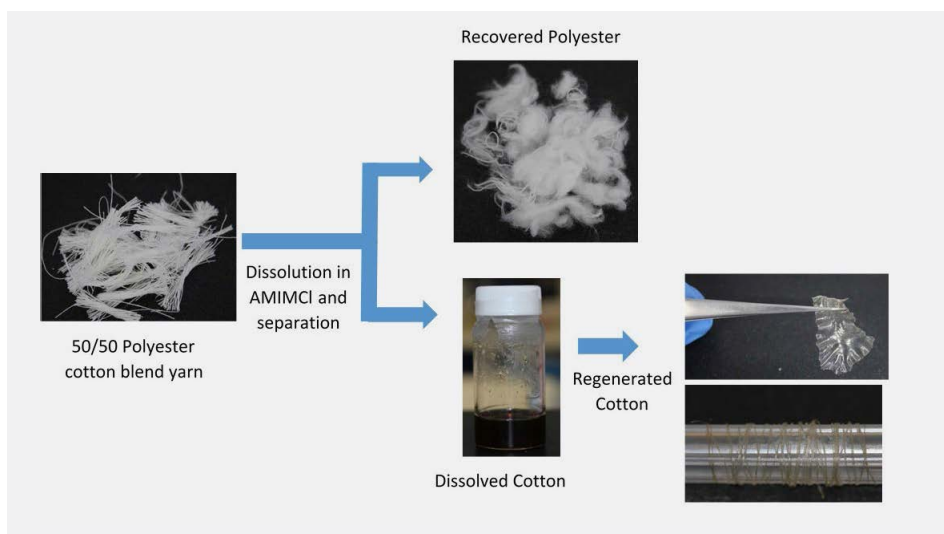 Recovered Polyester
Dissolution in
AMIMCl and
separation
50/50 Polyester
cotton blend yarn
Regenerated
Cotton
Dissolved Cotton